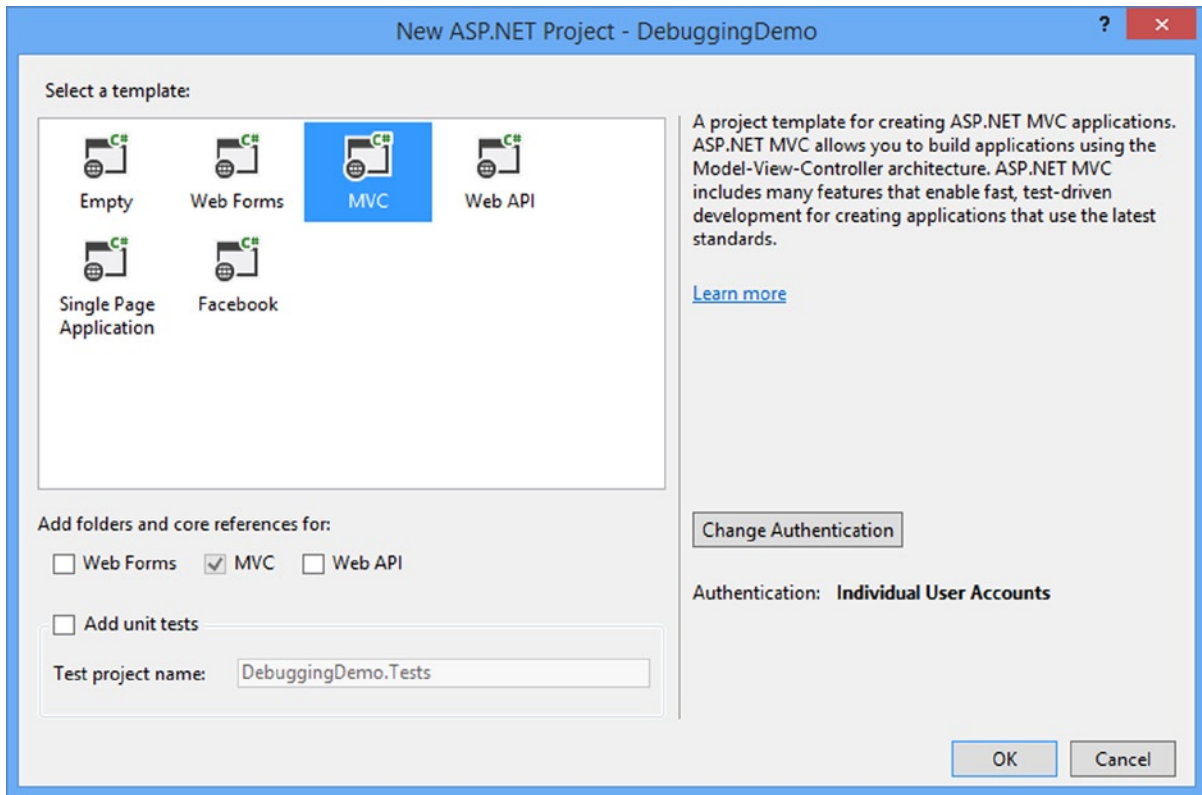 New ASP.NET Project - DebuggingDemo
?
Select a template:
C# C# C# C#
Empty Web Forms MVC Web API
C# C#
Single Page Facebook
Application
A project template for creating ASP.NET MVC applications.
ASP.NET MVC allows you to build applications using the
Model-View-Controller architecture. ASP.NET MVC
includes many features that enable fast, test-driven
development for creating applications that use the latest
standards.
Learn more
Add folders and core references for:
Web Forms MVC Web API
Add unit tests
Test project name: DebuggingDemo.Tests
Change Authentication
Authentication: Individual User Accounts
OK Cancel